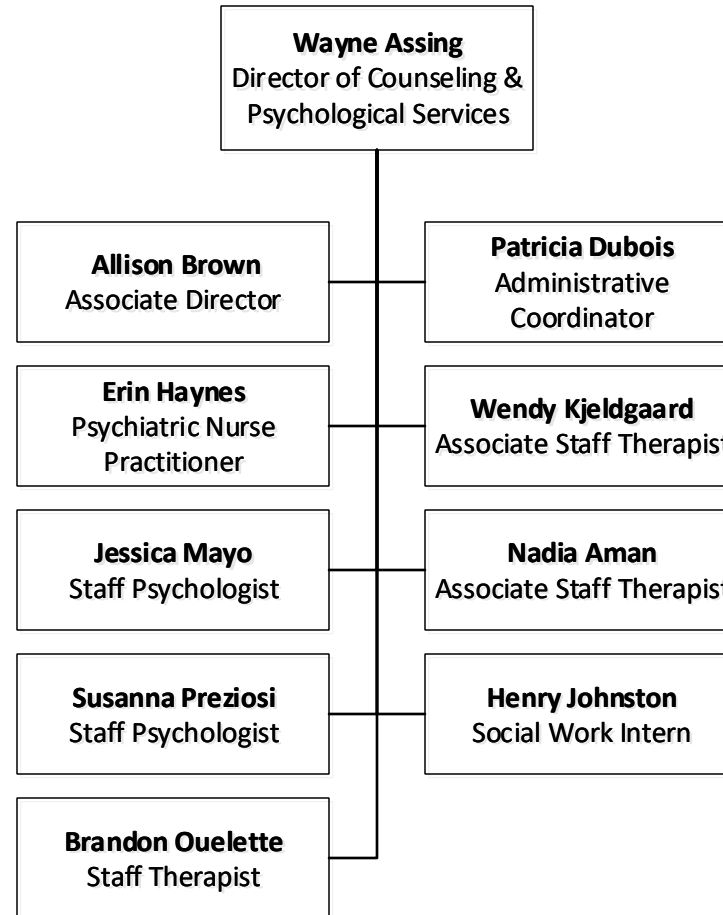 Wayne Assing
Director of Counseling &
Psychological Services
Allison Brown
Associate Director
Patricia Dubois
Administrative
Coordinator
Erin Haynes
Psychiatric Nurse
Practitioner
Wendy Kjeldgaard
Associate Staff Therapist
Jessica Mayo
Staff Psychologist
Nadia Aman
Associate Staff Therapist
Susanna Preziosi
Staff Psychologist
Henry Johnston
Social Work Intern
Brandon Ouelette
Staff Therapist